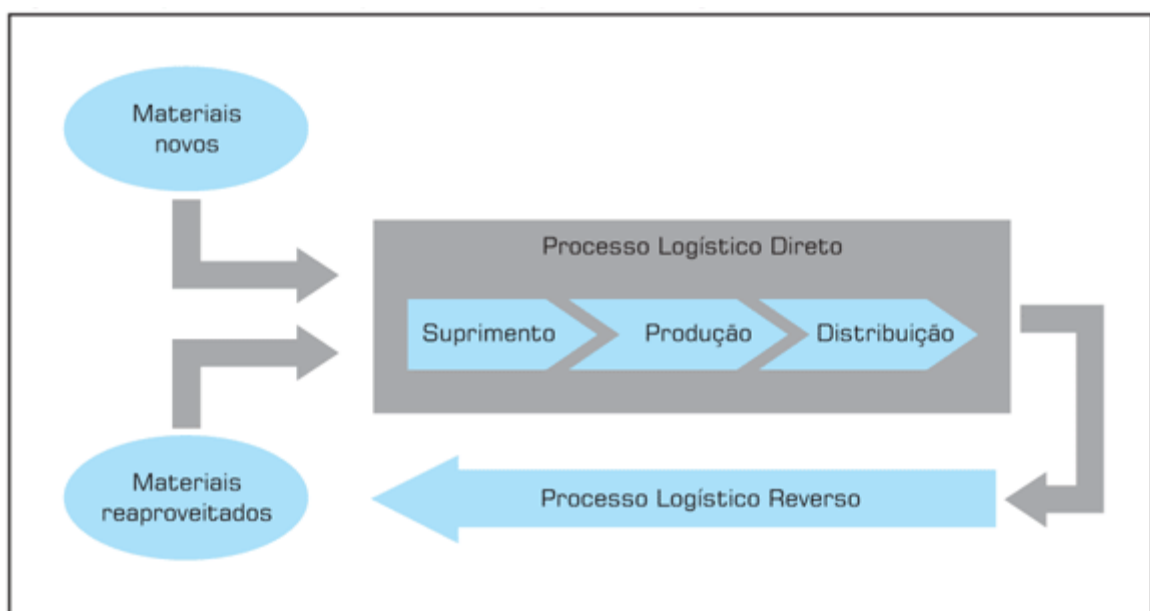 Materiais
novos
Processo Logístico Direto
Suprimento
Produção
Distribuição
Materiais
reaproveitados
Processo Logístico Reverso